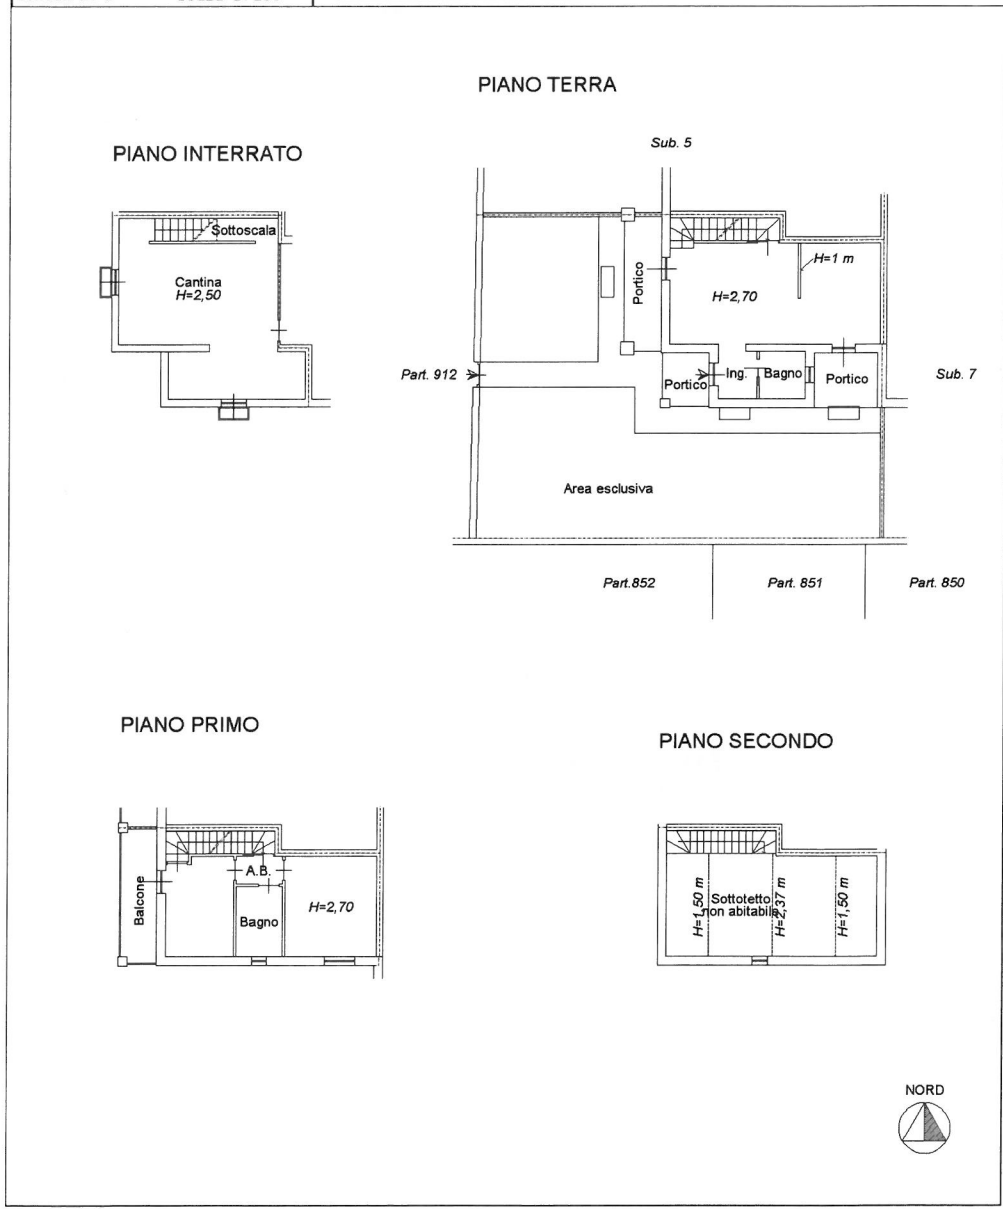 PIANO TERRA
Sub. 5
PIANO INTERRATO
Sottoscala
Cantina
H=2,50
Portico
H=1 m
H=2,70
Part. 912
Portico
Ing.
Bagno
Portico
Sub. 7
Area esclusiva
Part.852
Part. 851
Part. 850
PIANO PRIMO
PIANO SECONDO
Balcone
A.B.
Bagno
H=2,70
H=1,50 m
Sottotetto
non abitabile
H=2,37 m
H=1,50 m
NORD